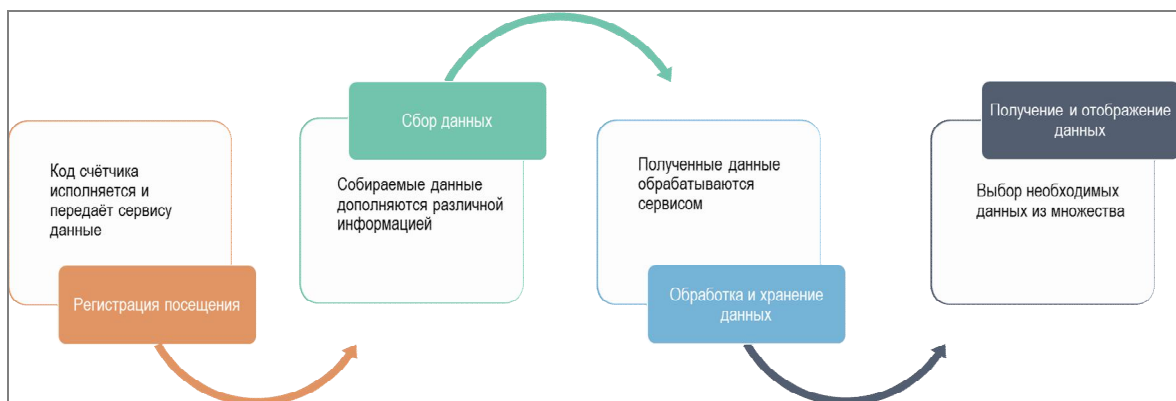 Код счётчика
исполняется и
передаёт сервису
данные
Регистрация посещения
Сбор данных
Собираемые данные
дополняются различной
информацией
Полученные данные
обрабатываются
сервисом
Обработка и хранение
данных
Получение и отображение
данных
Выбор необходимых
данных из множества